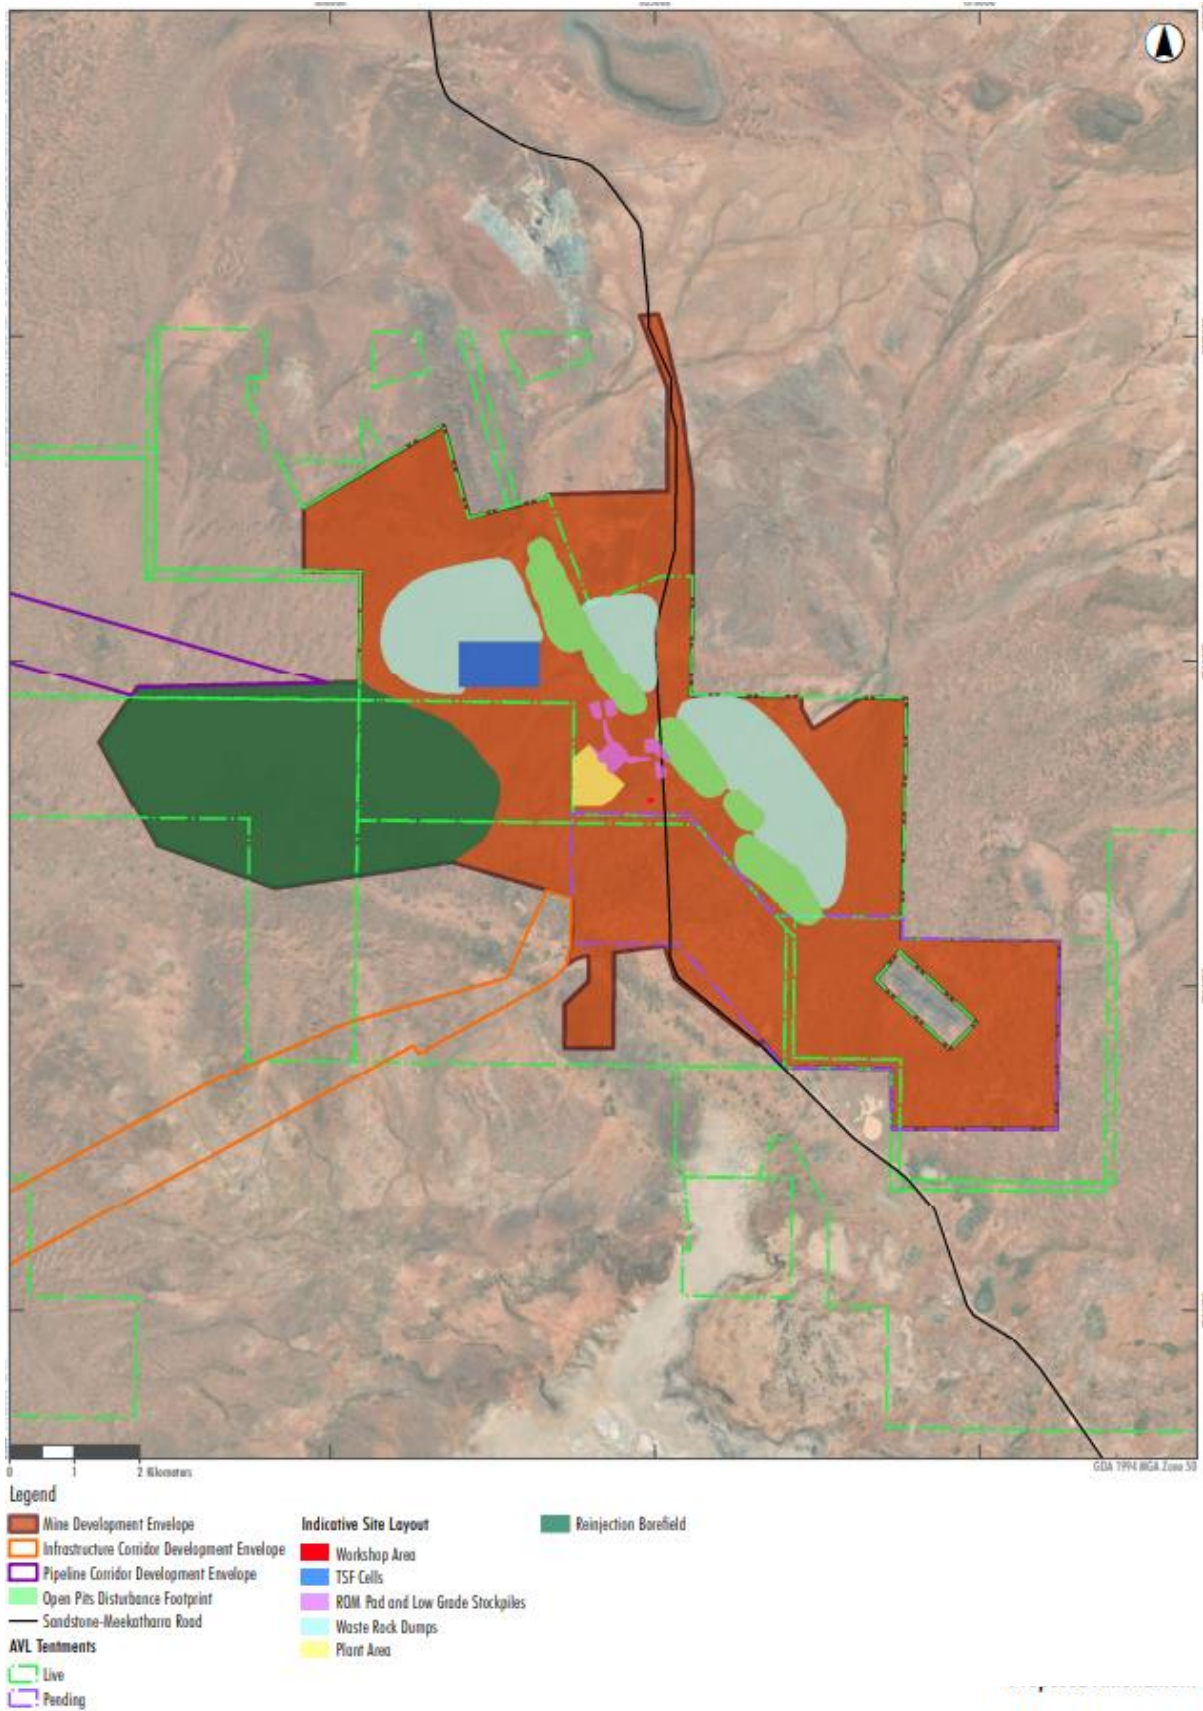 0 1 2 Kilometers
GDA 1994 MGA Zone 50
Legend
Mine Development Envelope
Infrastructure Corridor Development Envelope
Pipeline Corridor Development Envelope
Open Pits Disturbance Footprint
Sandstone-Meekatharra Road
AVL Tentments
Live
Pending
Indicative Site Layout
Workshop Area
TSF Cells
ROM Pad and Low Grade Stockpiles
Waste Rock Dumps
Plant Area
Reinjection Borefield